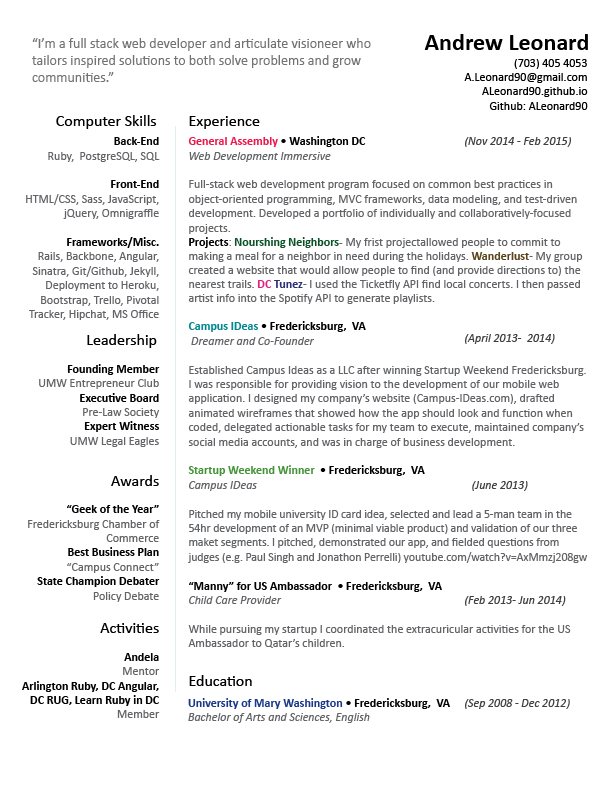 “I’m a full stack web developer and articulate visioneer who
tailors inspired solutions to both solve problems and grow
communities.”
Andrew Leonard
(703) 405 4053
A.Leonard90@gmail.com
ALeonard90.github.io
Github: ALeonard90
Computer Skills
Back-End
Ruby, PostgreSQL, SQL
Front-End
HTML/CSS, Sass, JavaScript,
jQuery, Omnigraffle
Frameworks/Misc.
Rails, Backbone, Angular,
Sinatra, Git/Github, Jekyll,
Deployment to Heroku,
Bootstrap, Trello, Pivotal
Tracker, Hipchat, MS Office
Leadership
Founding Member
UMW Entrepreneur Club
Executive Board
Pre-Law Society
Expert Witness
UMW Legal Eagles
Awards
“Geek of the Year”
Fredericksburg Chamber of
Commerce
Best Business Plan
“Campus Connect”
State Champion Debater
Policy Debate
Activities
Andela
Mentor
Arlington Ruby, DC Angular,
DC RUG, Learn Ruby in DC
Member
Experience
General Assembly • Washington DC (Nov 2014 - Feb 2015)
Web Development Immersive
Full-stack web development program focused on common best practices in
object-oriented programming, MVC frameworks, data modeling, and test-driven
development. Developed a portfolio of individually and collaboratively-focused
projects.
Projects: Nourshing Neighbors- My frist projectallowed people to commit to
making a meal for a neighbor in need during the holidays. Wanderlust- My group
created a website that would allow people to find (and provide directions to) the
nearest trails. DC Tunez- I used the Ticketfly API find local concerts. I then passed
artist info into the Spotify API to generate playlists.
Campus IDeas • Fredericksburg, VA (April 2013- 2014)
Dreamer and Co-Founder
Established Campus Ideas as a LLC after winning Startup Weekend Fredericksburg.
I was responsible for providing vision to the development of our mobile web
application. I designed my company’s website (Campus-IDeas.com), drafted
animated wireframes that showed how the app should look and function when
coded, delegated actionable tasks for my team to execute, maintained company’s
social media accounts, and was in charge of business development.
Startup Weekend Winner • Fredericksburg, VA
Campus IDeas (June 2013)
Pitched my mobile university ID card idea, selected and lead a 5-man team in the
54hr development of an MVP (minimal viable product) and validation of our three
maket segments. I pitched, demonstrated our app, and fielded questions from
judges (e.g. Paul Singh and Jonathon Perrelli) youtube.com/watch?v=AxMmzj208gw
“Manny” for US Ambassador • Fredericksburg, VA
Child Care Provider (Feb 2013- Jun 2014)
While pursuing my startup I coordinated the extracuricular activities for the US
Ambassador to Qatar’s children.
Education
University of Mary Washington • Fredericksburg, VA (Sep 2008 - Dec 2012)
Bachelor of Arts and Sciences, English